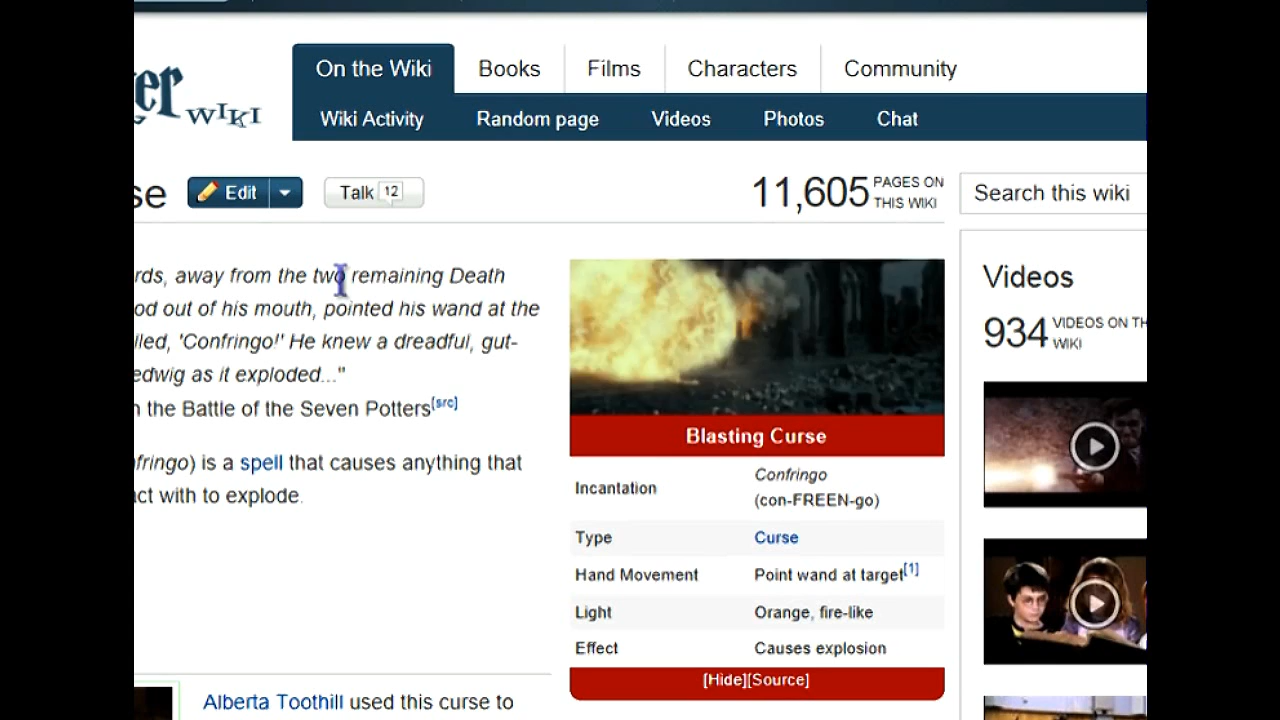 On the Wiki Books Films Characters Community
WIKI
Wiki Activity Random page Videos Photos Chat
Edit Talk 12
11,605 PAGES ON THIS WIKI
Search this wiki
rds, away from the two remaining Death
od out of his mouth, pointed his wand at the
lled, 'Confringo!' He knew a dreadful, gut-
edwig as it exploded..."
n the Battle of the Seven Potters[src]
fringo) is a spell that causes anything that
ct with to explode.
Blasting Curse
Incantation Confringo
(con-FREEN-go)
Type Curse
Hand Movement Point wand at target[1]
Light Orange, fire-like
Effect Causes explosion
[Hide][Source]
Videos
934 VIDEOS ON TH
WIKI
Alberta Toothill used this curse to